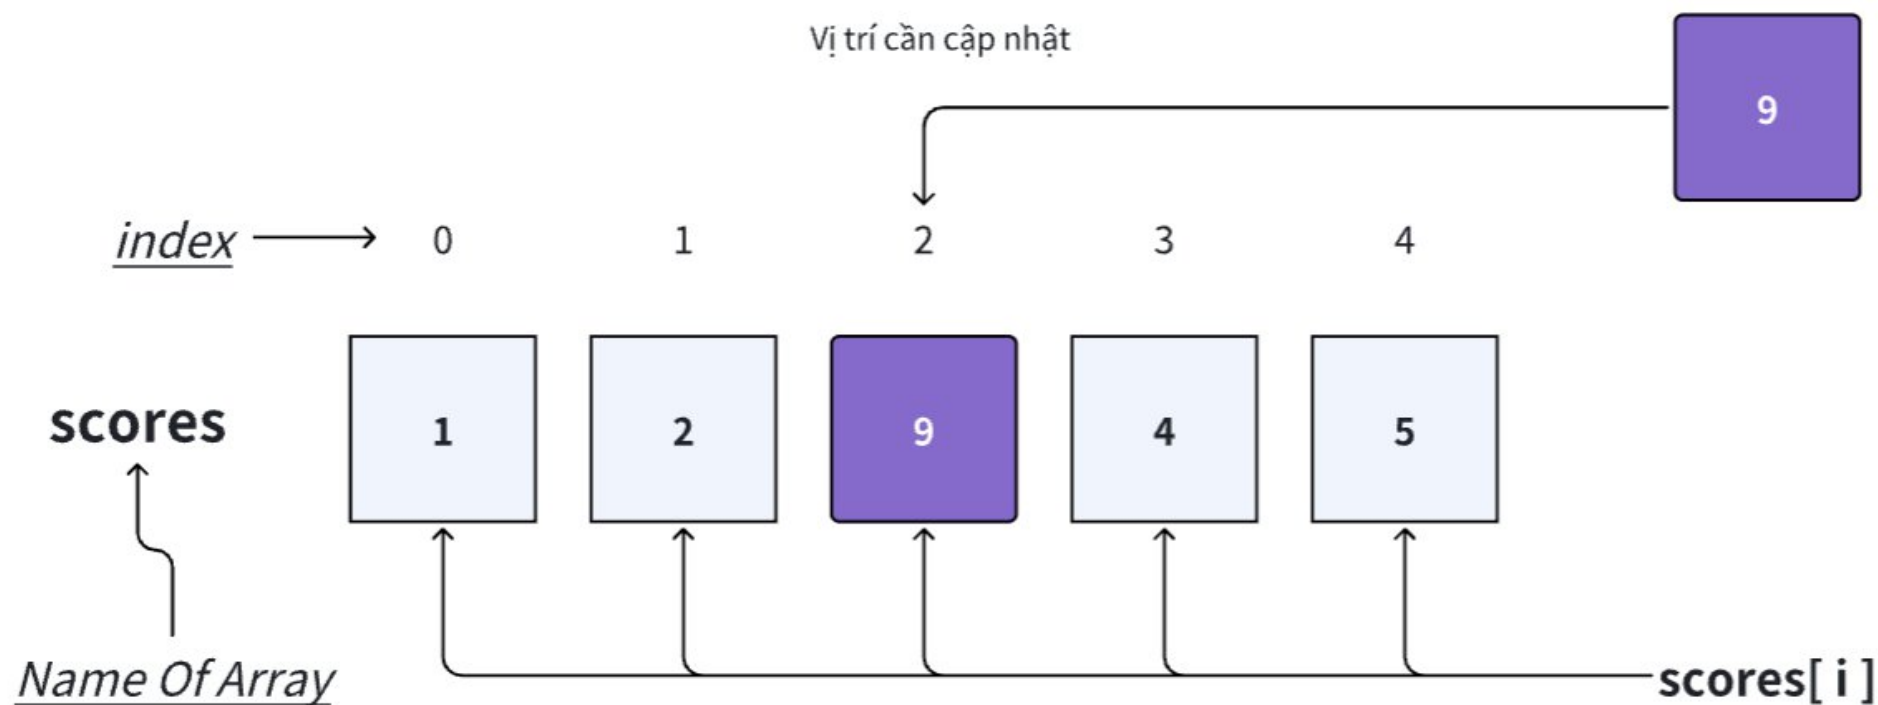 Vị trí cần cập nhật
9
index 0 1 2 3 4
scores 1 2 9 4 5
Name Of Array
scores[ i ]